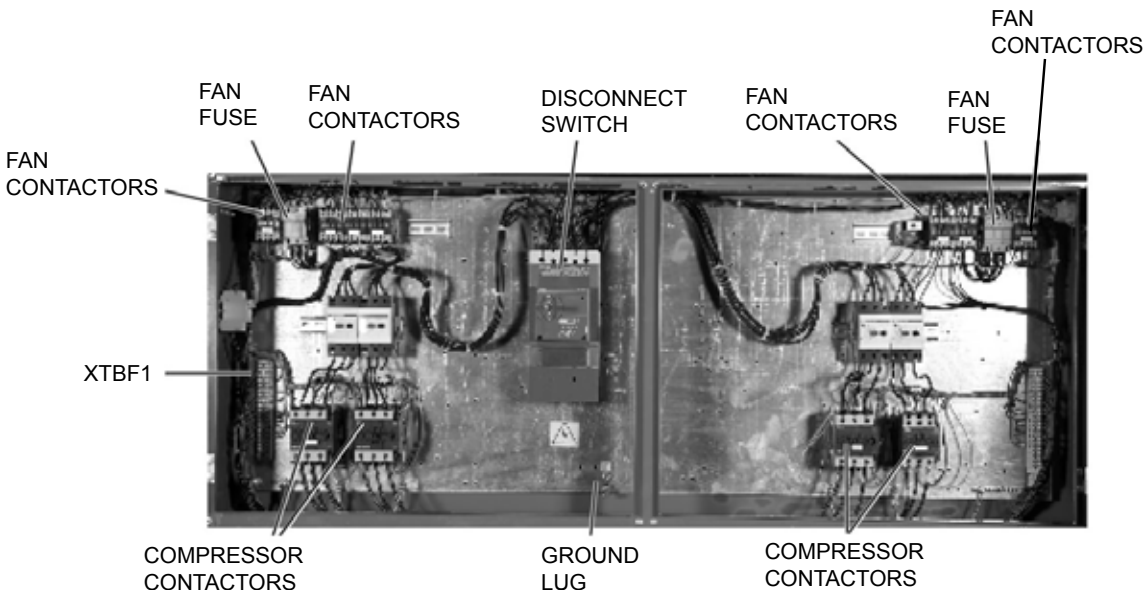 FAN
CONTACTORS
FAN
FUSE
FAN
CONTACTORS
DISCONNECT
SWITCH
FAN
CONTACTORS
FAN
FUSE
FAN
CONTACTORS
XTBF1
COMPRESSOR
CONTACTORS
GROUND
LUG
COMPRESSOR
CONTACTORS